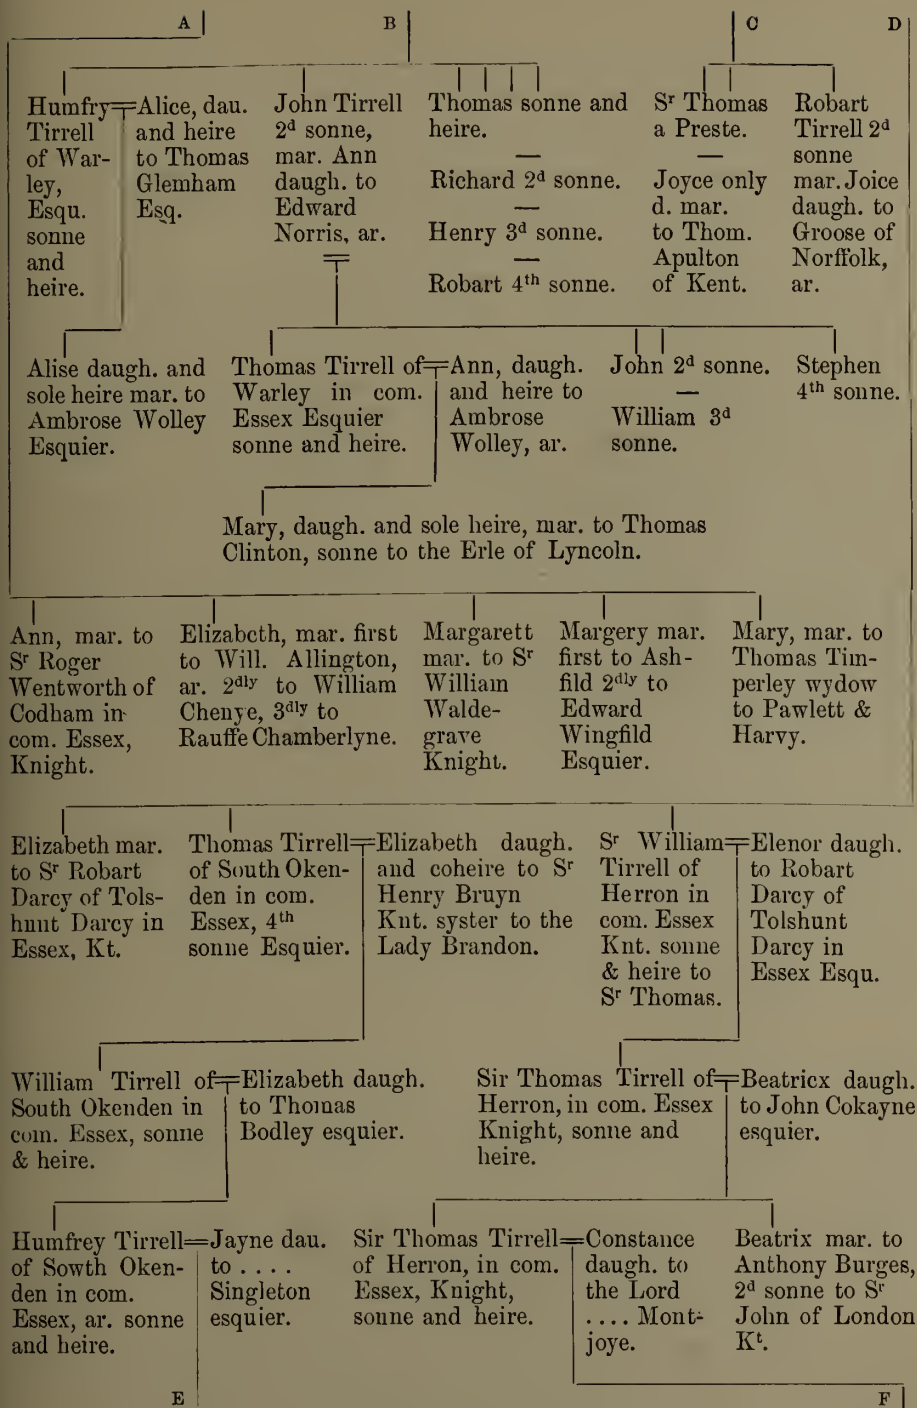 A B C D
Humfry
Tirrell
of War-
ley,
Esqu.
sonne
and
heire.
Alice, dau.
and heire
to Thomas
Glemham
Esq.
John Tirrell
2d sonne,
mar. Ann
daugh. to
Edward
Norris, ar.
Thomas sonne and
heire.
—
Richard 2d sonne.
—
Henry 3d sonne.
—
Robart 4th sonne.
Sr Thomas
a Preste.
—
Joyce only
d. mar.
to Thom.
Apulton
of Kent.
Robart
Tirrell 2d
sonne
mar. Joice
daugh. to
Groose of
Norffolk,
ar.
Alise daugh. and
sole heire mar. to
Ambrose Wolley
Esquier.
Thomas Tirrell of
Warley in com.
Essex Esquier
sonne and heire.
Ann, daugh.
and heire to
Ambrose
Wolley, ar.
John 2d sonne.
—
William 3d
sonne.
Stephen
4th sonne.
Mary, daugh. and sole heire, mar. to Thomas
Clinton, sonne to the Erle of Lyncoln.
Ann, mar. to
Sr Roger
Wentworth of
Codham in
com. Essex,
Knight.
Elizabeth, mar. first
to Will. Allington,
ar. 2dly to William
Chenye, 3dly to
Rauffe Chamberlyne.
Margarett
mar. to Sr
William
Walde-
grave
Knight.
Margery mar.
first to Ash-
fild 2dly to
Edward
Wingfild
Esquier.
Mary, mar. to
Thomas Tim-
perley wydow
to Pawlett &
Harvy.
Elizabeth mar.
to Sr Robart
Darcy of Tols-
hunt Darcy in
Essex, Kt.
Thomas Tirrell
of South Oken-
den in com.
Essex, 4th
sonne Esquier.
Elizabeth daugh.
and coheire to Sr
Henry Bruyn
Knt. syster to the
Lady Brandon.
Sr William
Tirrell of
Herron in
com. Essex
Knt. sonne
& heire to
Sr Thomas.
Elenor daugh.
to Robart
Darcy of
Tolshunt
Darcy in
Essex Esqu.
William Tirrell of
South Okenden in
com. Essex, sonne
& heire.
Elizabeth daugh.
to Thomas
Bodley esquier.
Sir Thomas Tirrell of
Herron, in com. Essex
Knight, sonne and
heire.
Beatricx daugh.
to John Cokayne
esquier.
Humfrey Tirrell
of Sowth Oken-
den in com.
Essex, ar. sonne
and heire.
Jayne dau.
to . . . .
Singleton
esquier.
Sir Thomas Tirrell
of Herron, in com.
Essex, Knight,
sonne and heire.
Constance
daugh. to
the Lord
. . . . Mont-
joye.
Beatrix mar. to
Anthony Burges,
2d sonne to Sr
John of London
Kt.
E F